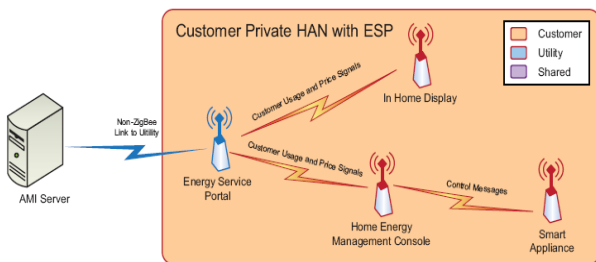 Customer Private HAN with ESP
Customer
Utility
Shared
Customer Usage and Price Signals
In Home Display
Non-ZigBee
Link to Ultility
Customer Usage and Price Signals
AMI Server
Energy Service
Portal
Control Messages
Home Energy
Management Console
Smart
Appliance